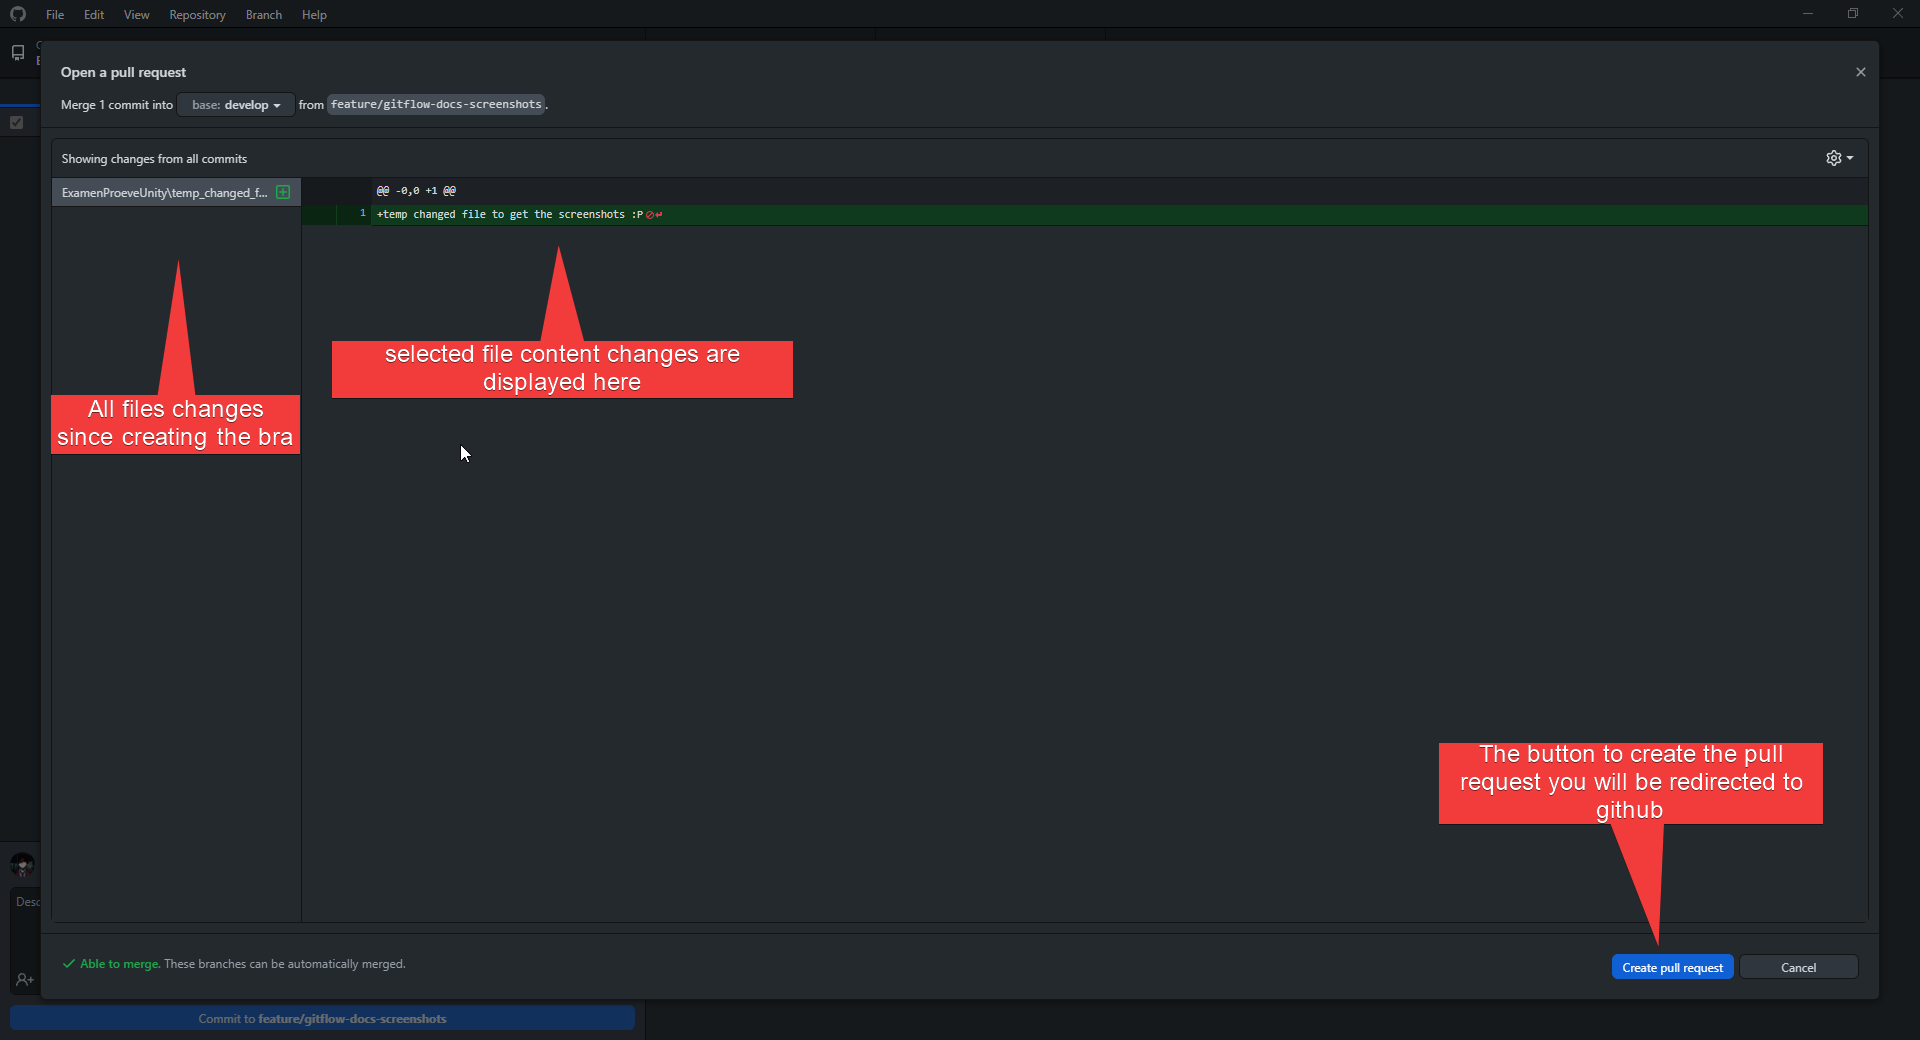 File Edit View Repository Branch Help
Open a pull request
Merge 1 commit into base: develop from feature/gitflow-docs-screenshots.
Showing changes from all commits
ExamenProeveUnity\temp_changed_f...
@@ -0,0 +1 @@
1 +temp changed file to get the screenshots :P
selected file content changes are
displayed here
All files changes
since creating the bra
The button to create the pull
request you will be redirected to
github
Desc
Able to merge. These branches can be automatically merged.
Create pull request Cancel
Commit to feature/gitflow-docs-screenshots